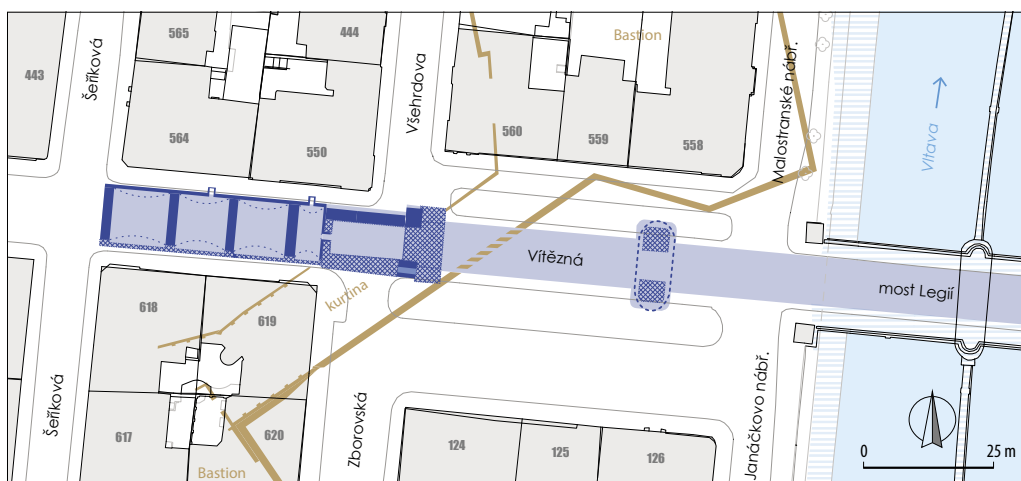 443
Šeříková
565
444
564
550
Všehrdova
560
Bastion
559
558
Malostranské nábř.
Vltava
Vítězná
most Legií
kurtina
618
619
Šeříková
617
620
Bastion
Zborovská
124
125
126
Janáčkovo nábř.
0 25 m